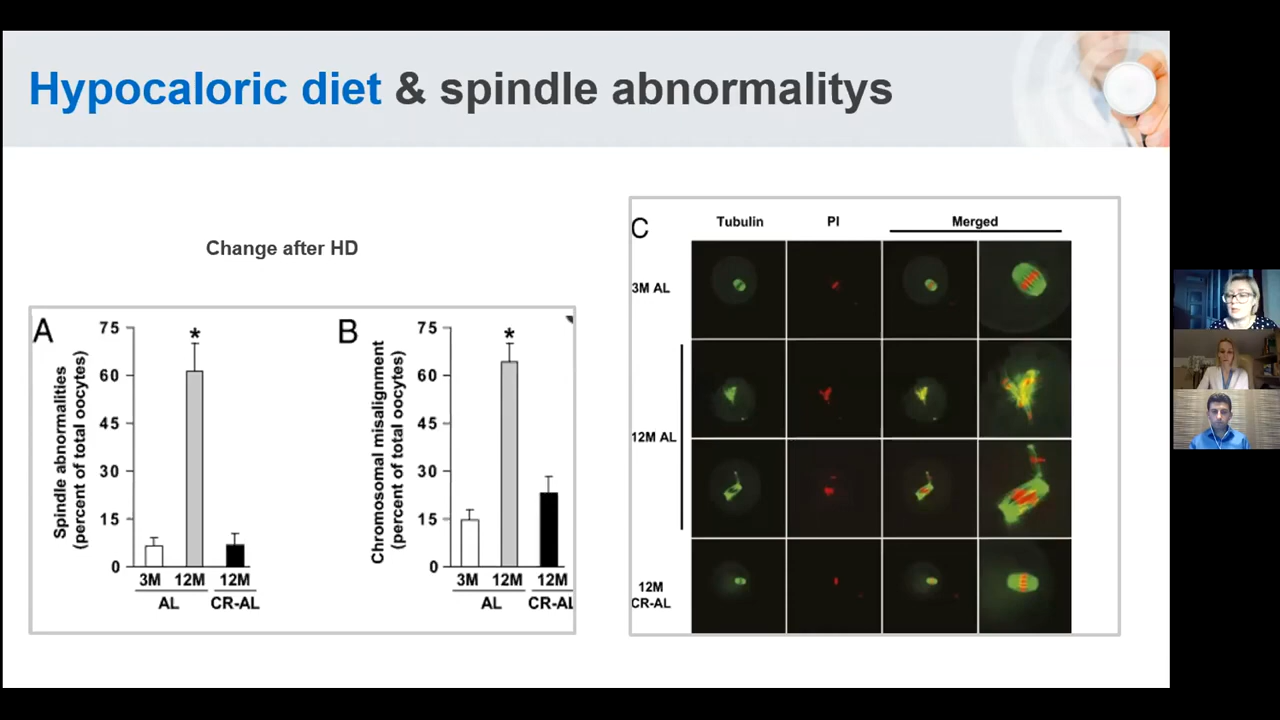 Hypocaloric diet & spindle abnormalitys
Change after HD
A
Spindle abnormalities
(percent of total oocytes)
75
60
45
30
15
0
*
3M 12M 12M
AL CR-AL
B
Chromosomal misalignment
(percent of total oocytes)
75
60
45
30
15
0
*
3M 12M 12M
AL CR-AL
C
Tubulin PI Merged
3M AL
12M AL
12M
CR-AL